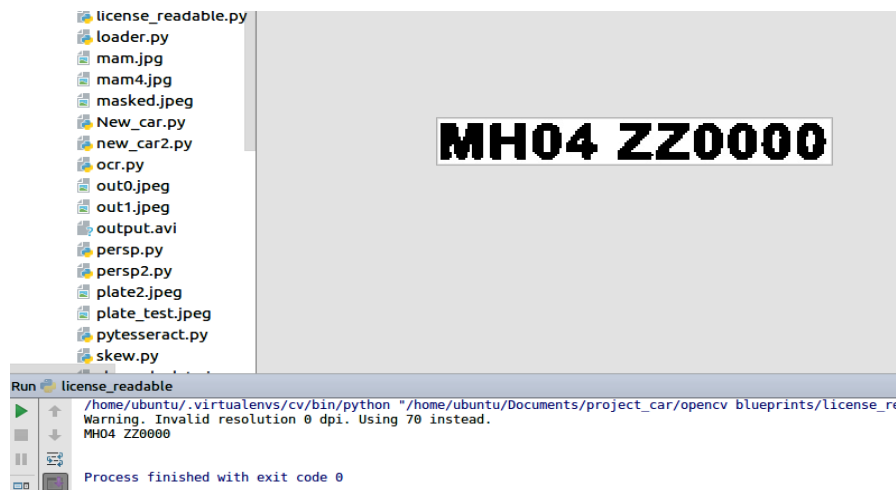 license_readable.py
loader.py
mam.jpg
mam4.jpg
masked.jpeg
New_car.py
new_car2.py
ocr.py
out0.jpeg
out1.jpeg
output.avi
persp.py
persp2.py
plate2.jpeg
plate_test.jpeg
pytesseract.py
skew.py
MH04 ZZ0000
Run license_readable
/home/ubuntu/.virtualenvs/cv/bin/python "/home/ubuntu/Documents/project_car/opencv blueprints/license_re
Warning. Invalid resolution 0 dpi. Using 70 instead.
MHO4 ZZ0000
Process finished with exit code 0